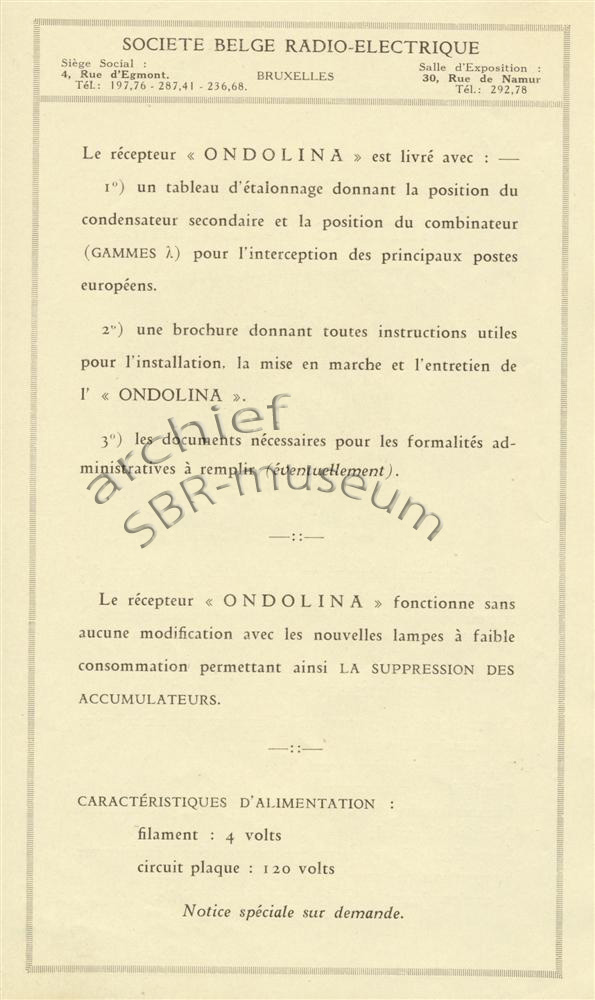 SOCIETE BELGE RADIO-ELECTRIQUE
Siège Social :
4, Rue d'Egmont.
Tél.: 197,76 - 287,41 - 236,68.
BRUXELLES
Salle d'Exposition :
30, Rue de Namur
Tél.: 292,78
Le récepteur « ONDOLINA » est livré avec : —
1°) un tableau d'étalonnage donnant la position du
condensateur secondaire et la position du combinateur
(GAMMES λ) pour l'interception des principaux postes
européens.
2°) une brochure donnant toutes instructions utiles
pour l'installation, la mise en marche et l'entretien de
l' « ONDOLINA ».
3°) les documents nécessaires pour les formalités ad-
ministratives à remplir (éventuellement).
archief
SBR-museum
—::—
Le récepteur « ONDOLINA » fonctionne sans
aucune modification avec les nouvelles lampes à faible
consommation permettant ainsi LA SUPPRESSION DES
ACCUMULATEURS.
—::—
CARACTÉRISTIQUES D'ALIMENTATION :
filament : 4 volts
circuit plaque : 120 volts
Notice spéciale sur demande.